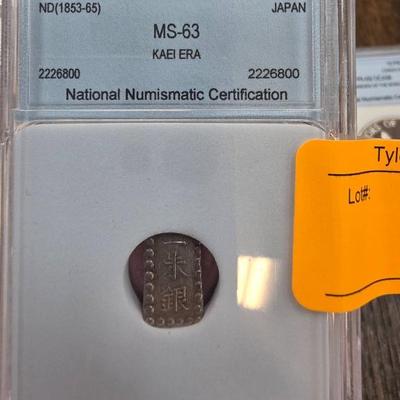 ND(1853-65) JAPAN
MS-63
KAEI ERA
2226800 2226800
National Numismatic Certification
Tyl
Lot#:
一朱銀